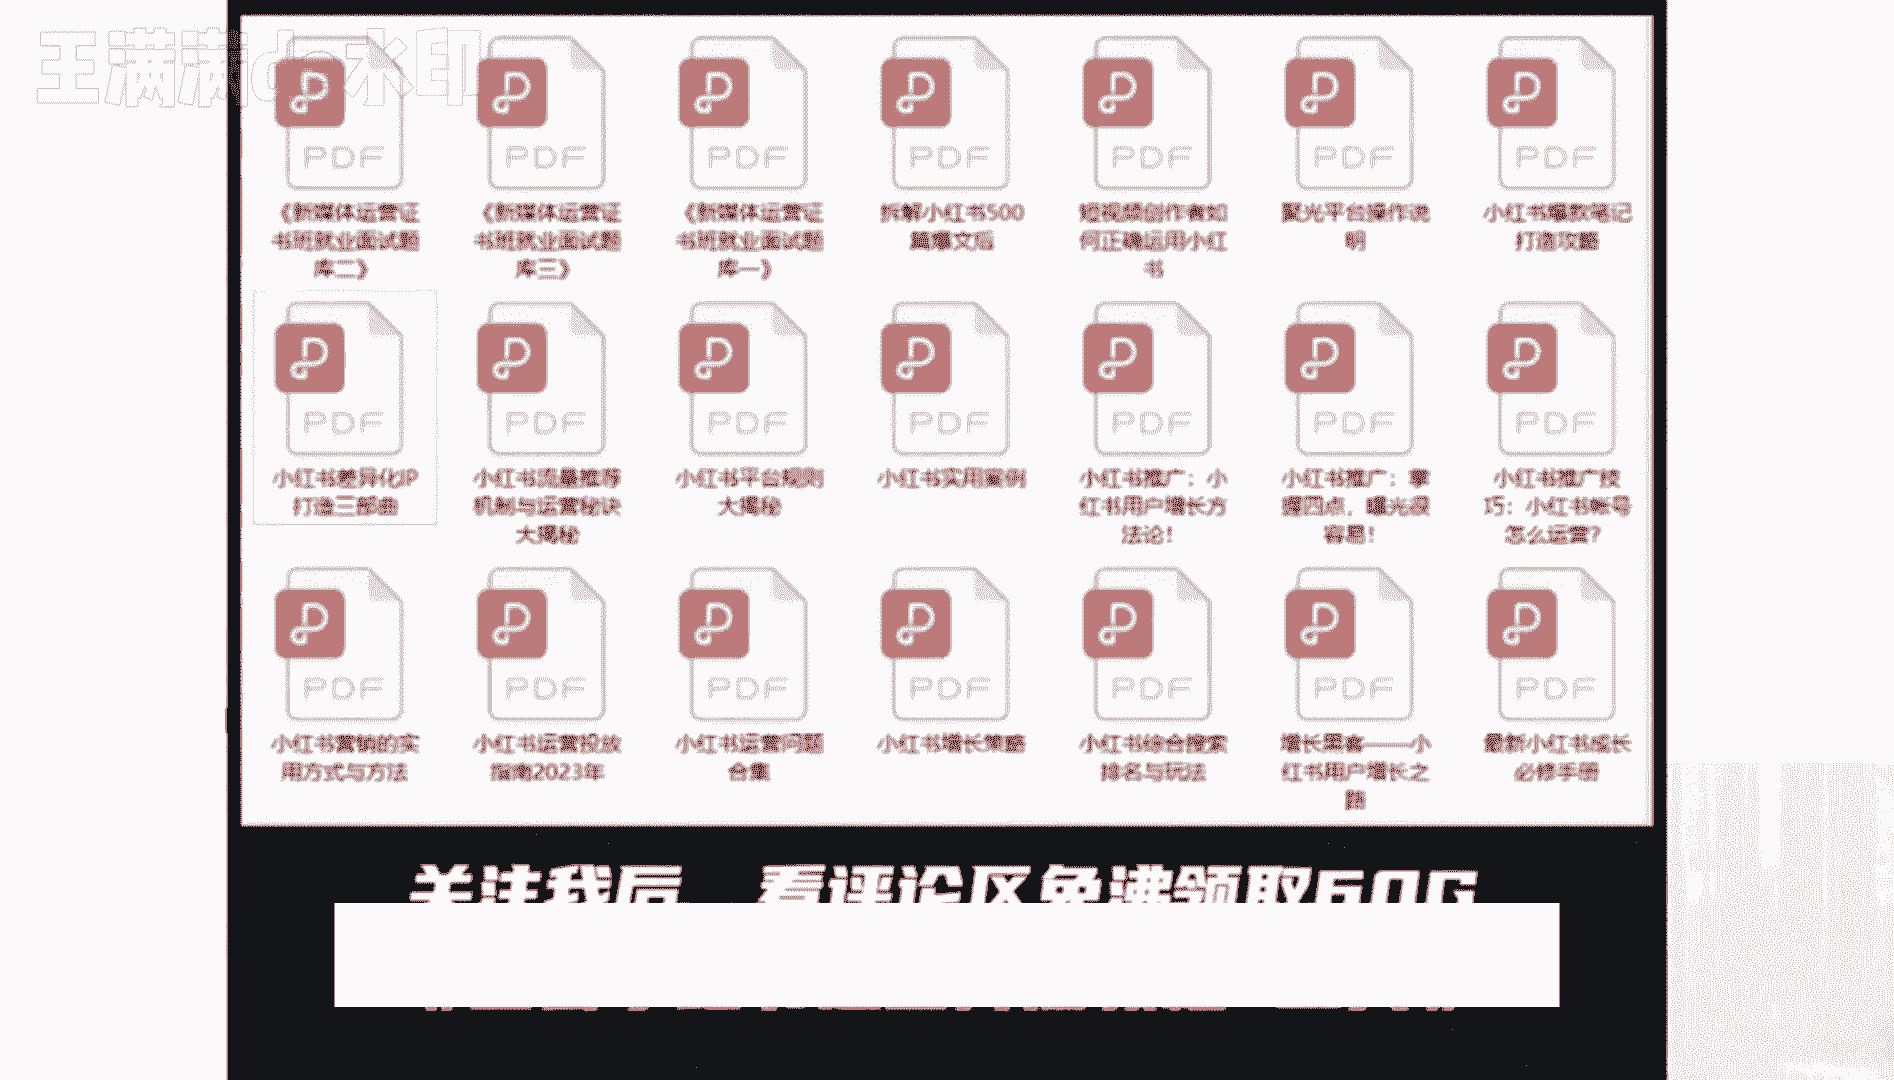 王满满de水印
PDF PDF PDF PDF PDF PDF PDF
《新媒体运营证
书班就业面试题
库二》
《新媒体运营证
书班就业面试题
库三》
《新媒体运营证
书班就业面试题
库一》
拆解小红书500
篇爆文后
短视频创作者如
何正确运用小红
书
聚光平台操作说
明
小红书爆款笔记
打造攻略
PDF PDF PDF PDF PDF PDF PDF
小红书差异化IP
打造三部曲
小红书流量推荐
机制与运营秘诀
大揭秘
小红书平台规则
大揭秘
小红书实用案例
小红书推广：小
红书用户增长方
法论！
小红书推广：掌
握四点，曝光很
容易！
小红书推广技
巧：小红书帐号
怎么运营？
PDF PDF PDF PDF PDF PDF PDF
小红书营销的实
用方式与方法
小红书运营投放
指南2023年
小红书运营问题
合集
小红书增长策略
小红书综合搜索
排名与玩法
增长黑客——小
红书用户增长之
路
最新小红书成长
必修手册
关注我后 看评论区免沸领取60G